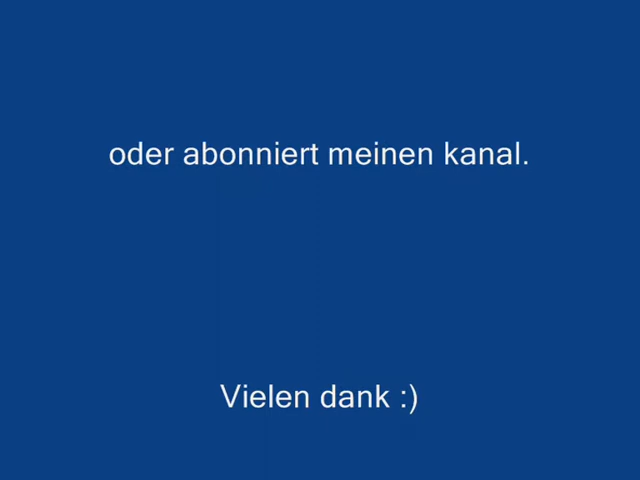 oder abonniert meinen kanal.
Vielen dank :)